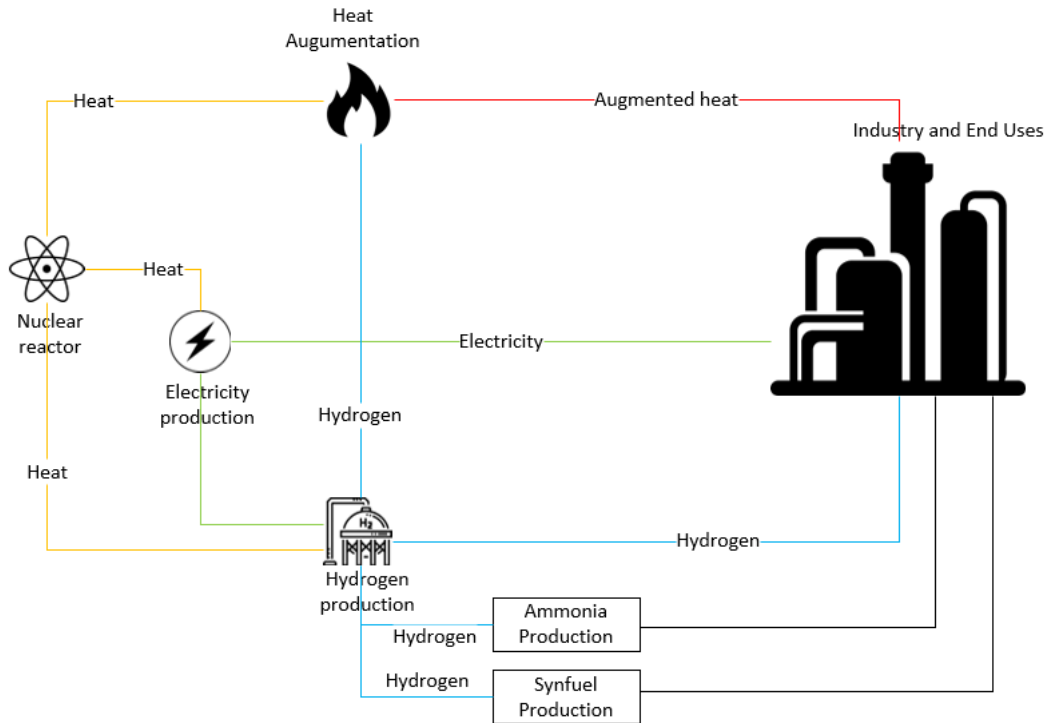 Heat
Augumentation
Heat
Augmented heat
Industry and End Uses
Heat
Nuclear
reactor
Electricity
Electricity
production
Hydrogen
Heat
H2
Hydrogen
Hydrogen
production
Ammonia
Production
Hydrogen
Hydrogen
Synfuel
Production